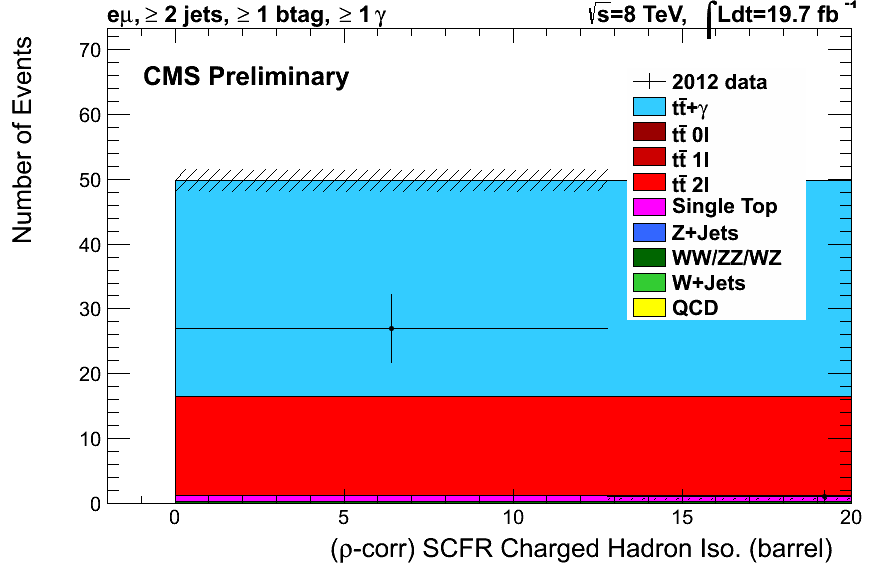 eμ, ≥ 2 jets, ≥ 1 btag, ≥ 1 γ
√s=8 TeV, ∫Ldt=19.7 fb⁻¹
CMS Preliminary
2012 data
tt̄+γ
tt̄ 0l
tt̄ 1l
tt̄ 2l
Single Top
Z+Jets
WW/ZZ/WZ
W+Jets
QCD
Number of Events
70
60
50
40
30
20
10
0
0 5 10 15 20
(ρ-corr) SCFR Charged Hadron Iso. (barrel)